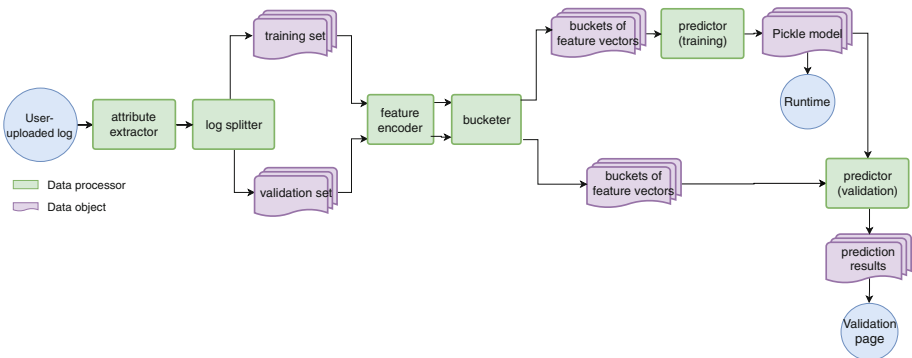 User-
uploaded log
attribute
extractor
log splitter
training set
validation set
feature
encoder
bucketer
buckets of
feature vectors
predictor
(training)
Pickle model
Runtime
buckets of
feature vectors
predictor
(validation)
prediction
results
Validation
page
Data processor
Data object